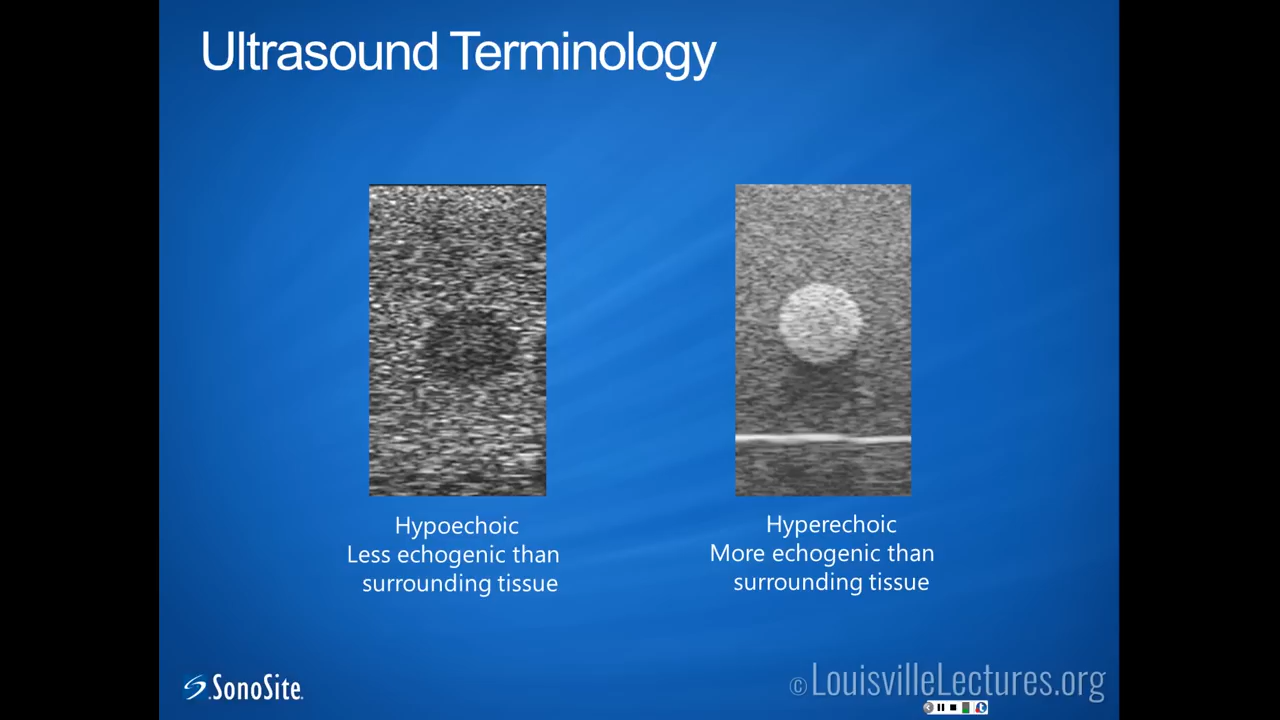 Ultrasound Terminology
Hypoechoic
Less echogenic than
surrounding tissue
Hyperechoic
More echogenic than
surrounding tissue
SonoSite
© LouisvilleLectures.org